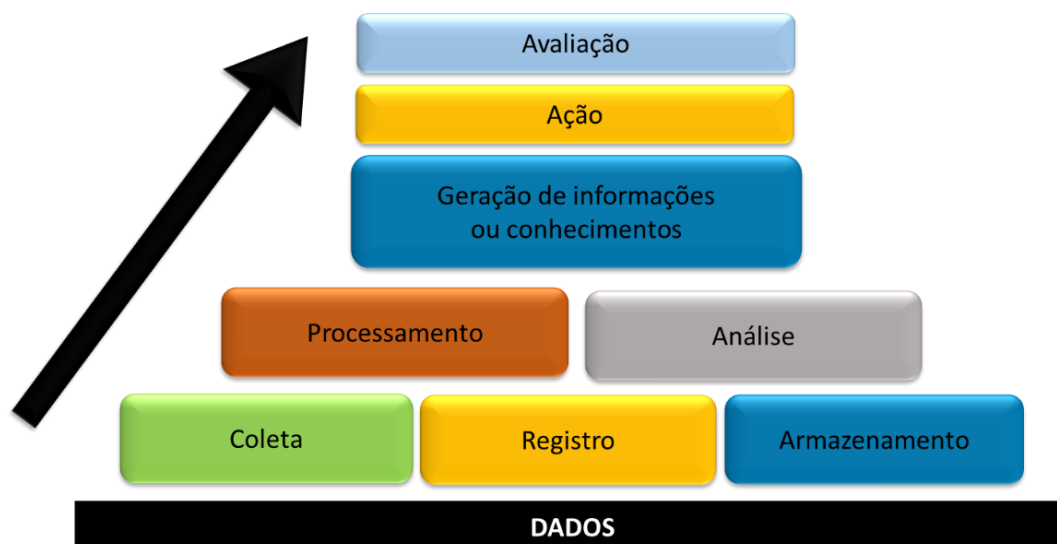 Avaliação
Ação
Geração de informações
ou conhecimentos
Processamento
Análise
Coleta
Registro
Armazenamento
DADOS